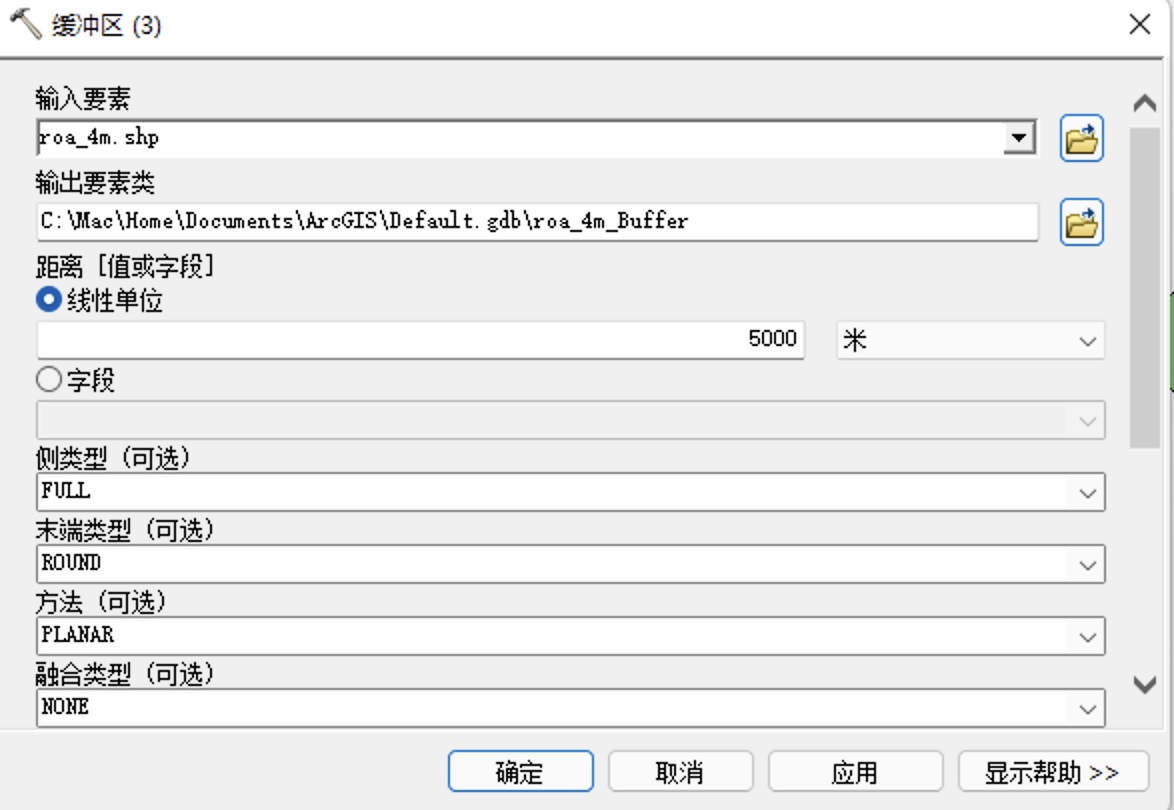 缓冲区 (3)
输入要素
roa_4m.shp
输出要素类
C:\Mac\Home\Documents\ArcGIS\Default.gdb\roa_4m_Buffer
距离 [值或字段]
线性单位
5000 米
字段
侧类型 (可选)
FULL
末端类型 (可选)
ROUND
方法 (可选)
PLANAR
融合类型 (可选)
NONE
确定 取消 应用 显示帮助 >>